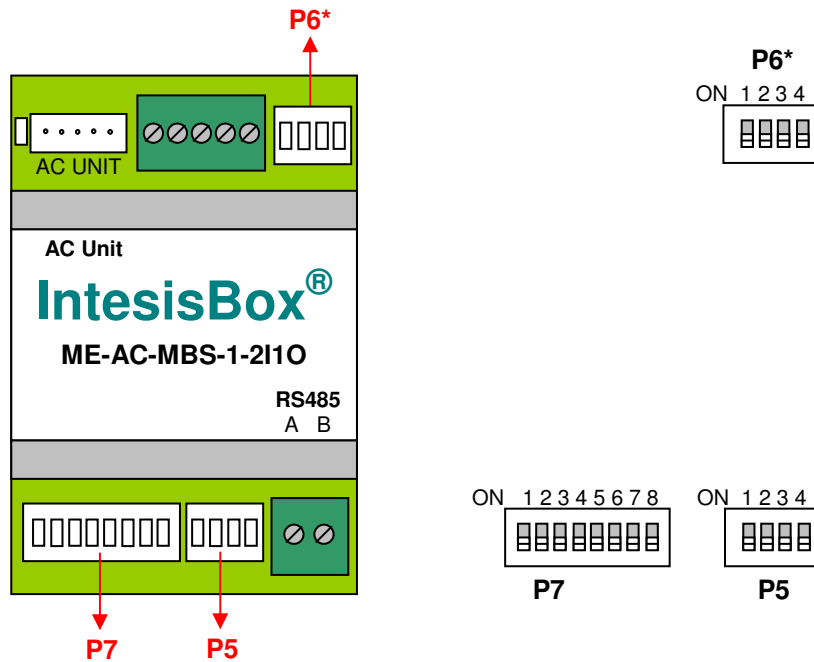 P6*
AC UNIT
AC Unit
IntesisBox®
ME-AC-MBS-1-2I1O
RS485
A B
P7
P5
P6*
ON 1 2 3 4
ON 1 2 3 4 5 6 7 8
P7
ON 1 2 3 4
P5